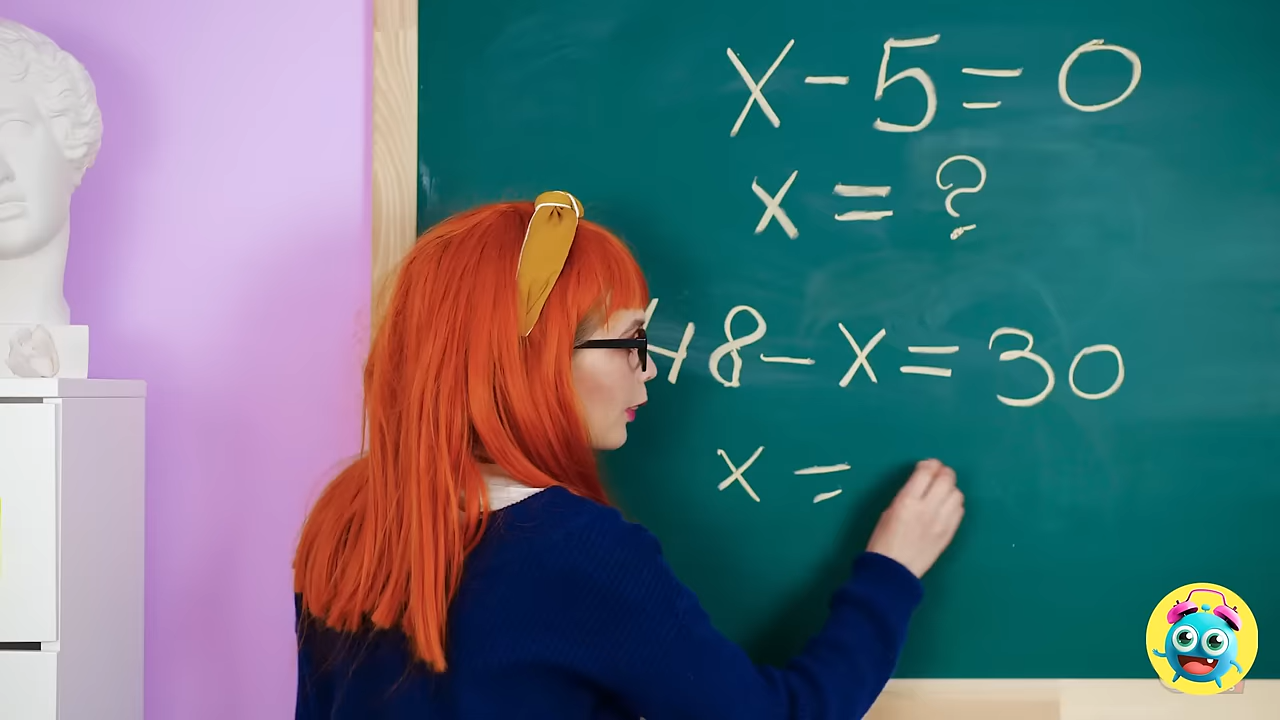 x - 5 = 0
x = ?
48 - x = 30
x =